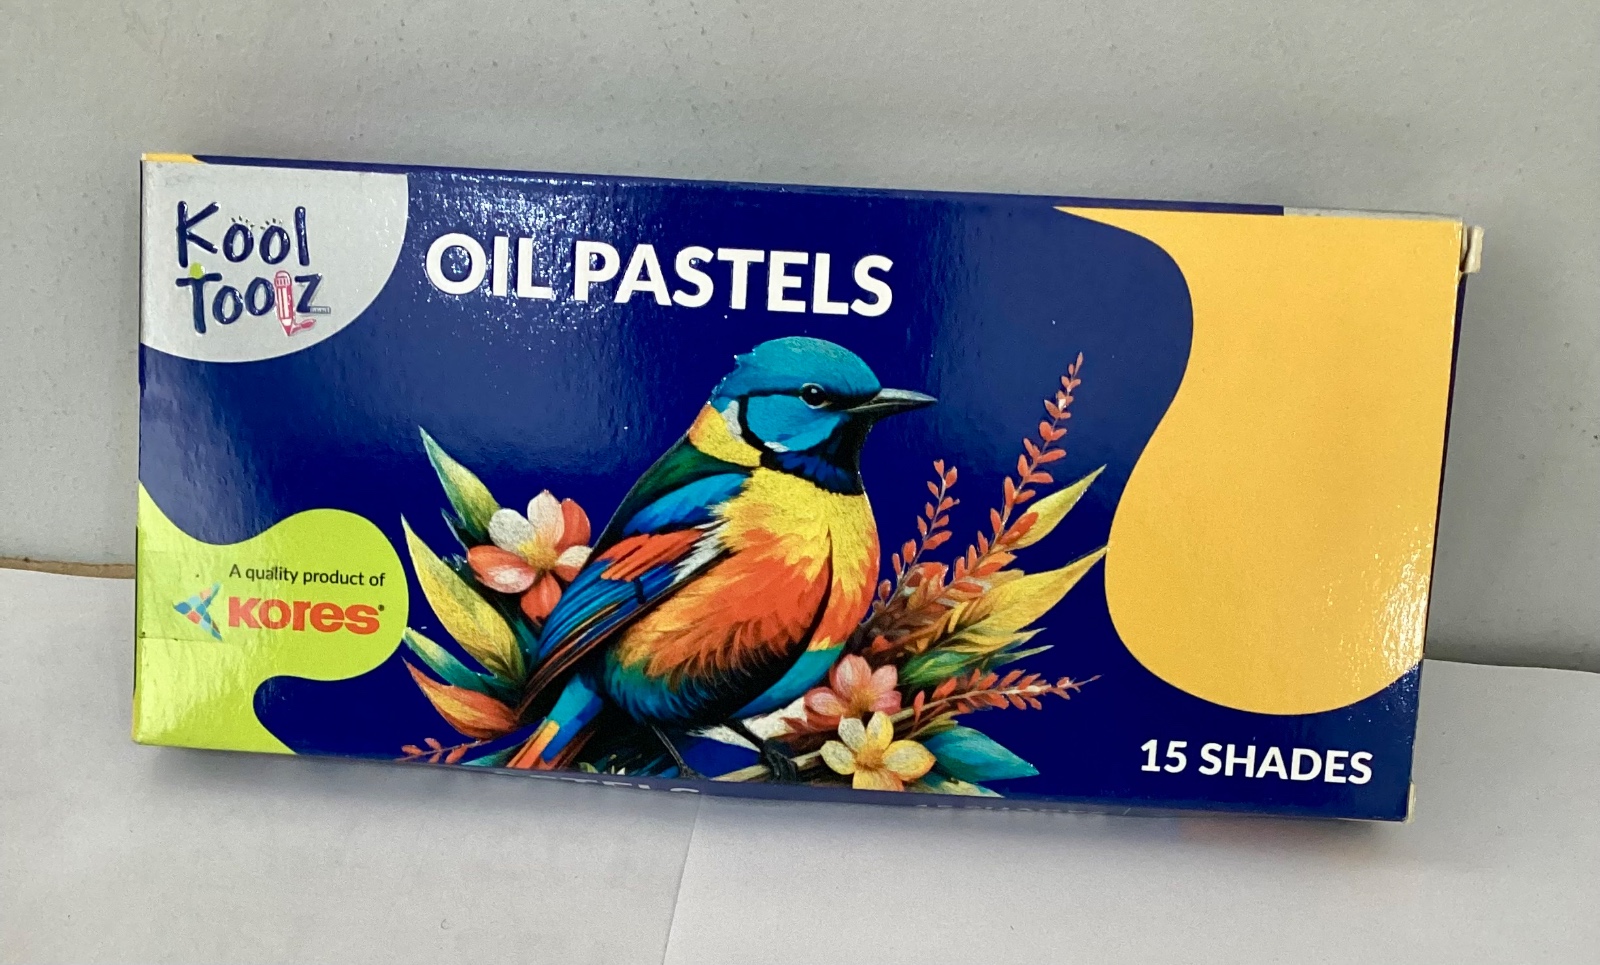 Kool
Toolz
OIL PASTELS
A quality product of
KORES
15 SHADES